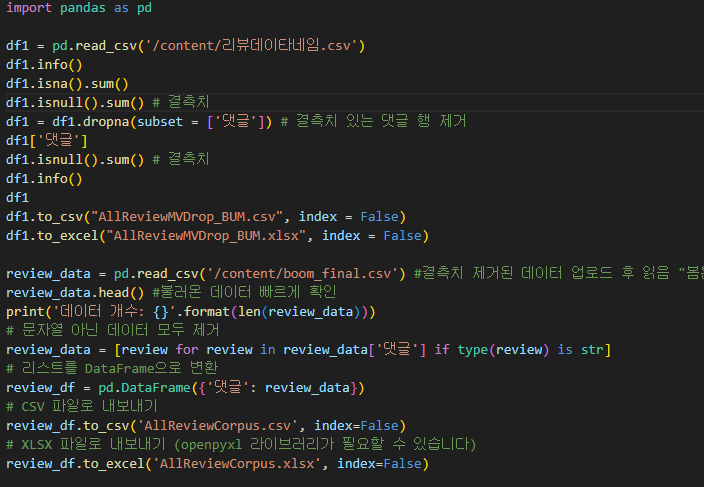 import pandas as pd
df1 = pd.read_csv('/content/리뷰데이타네임.csv')
df1.info()
df1.isna().sum()
df1.isnull().sum() # 결측치
df1 = df1.dropna(subset = ['댓글']) # 결측치 있는 댓글 행 제거
df1['댓글']
df1.isnull().sum() # 결측치
df1.info()
df1
df1.to_csv("AllReviewMVDrop_BUM.csv", index = False)
df1.to_excel("AllReviewMVDrop_BUM.xlsx", index = False)
review_data = pd.read_csv('/content/boom_final.csv') #결측치 제거된 데이터 업로드 후 읽음 "봄은
review_data.head() #불러온 데이터 빠르게 확인
print('데이터 개수: {}'.format(len(review_data)))
# 문자열 아닌 데이터 모두 제거
review_data = [review for review in review_data['댓글'] if type(review) is str]
# 리스트를 DataFrame으로 변환
review_df = pd.DataFrame({'댓글': review_data})
# CSV 파일로 내보내기
review_df.to_csv('AllReviewCorpus.csv', index=False)
# XLSX 파일로 내보내기 (openpyxl 라이브러리가 필요할 수 있습니다)
review_df.to_excel('AllReviewCorpus.xlsx', index=False)